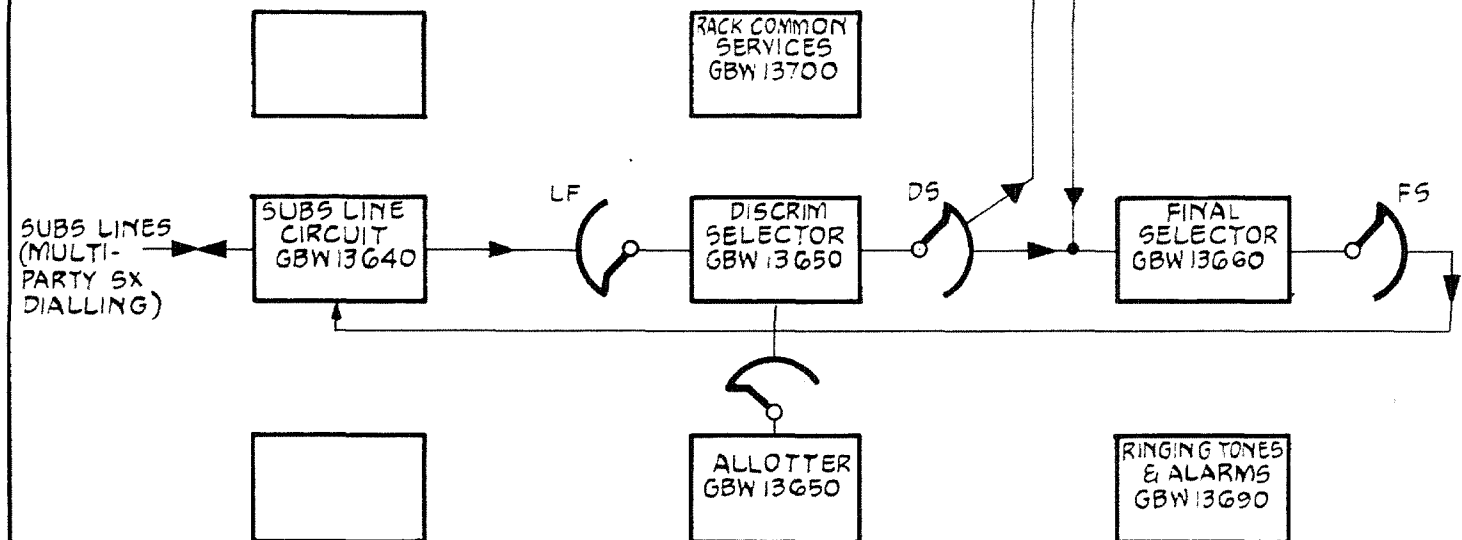 RACK COMMON
SERVICES
GBW 13700
SUBS LINES
(MULTI-
PARTY SX
DIALLING)
SUBS LINE
CIRCUIT
GBW 13640
LF
DISCRIM
SELECTOR
GBW 13650
DS
FINAL
SELECTOR
GBW 13660
FS
ALLOTTER
GBW 13650
RINGING TONES
& ALARMS
GBW 13690